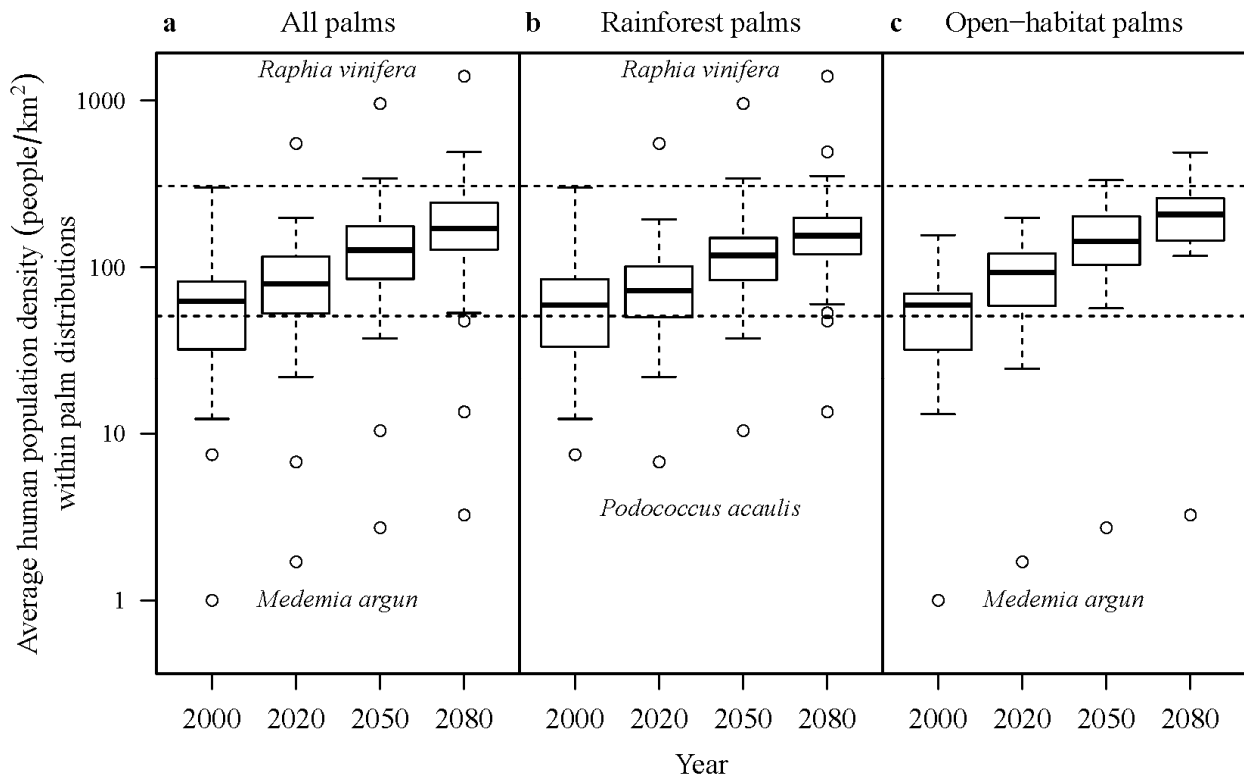 a All palms
b Rainforest palms
c Open−habitat palms
Average human population density (people/km²)
within palm distributions
1000
100
10
1
Raphia vinifera
Medemia argun
Raphia vinifera
Podococcus acaulis
Medemia argun
2000 2020 2050 2080
2000 2020 2050 2080
2000 2020 2050 2080
Year